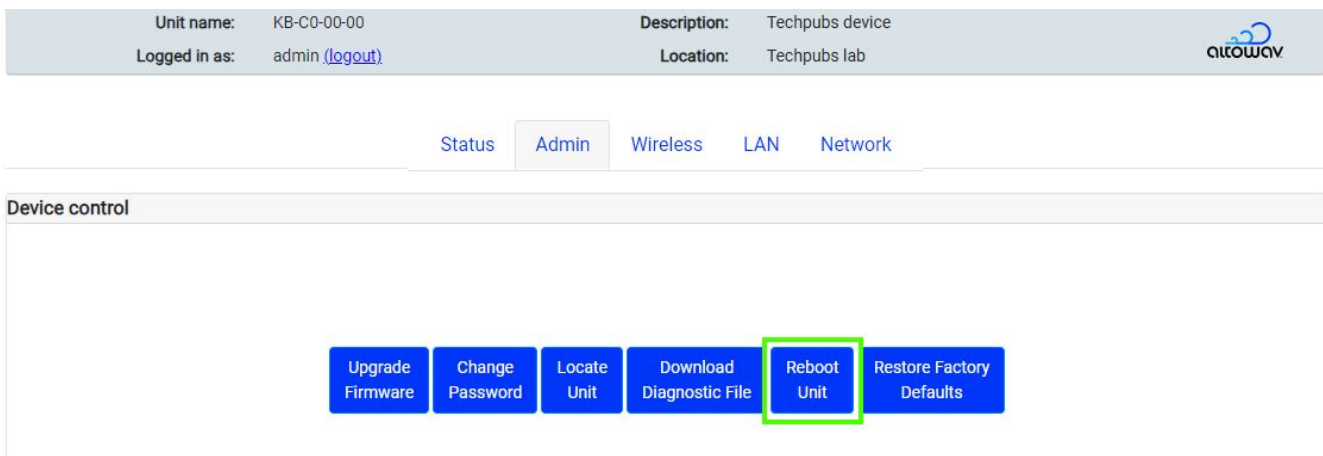 Unit name: KB-C0-00-00 Description: Techpubs device
altowav
Logged in as: admin (logout) Location: Techpubs lab
Status Admin Wireless LAN Network
Device control
Upgrade Firmware
Change Password
Locate Unit
Download Diagnostic File
Reboot Unit
Restore Factory Defaults